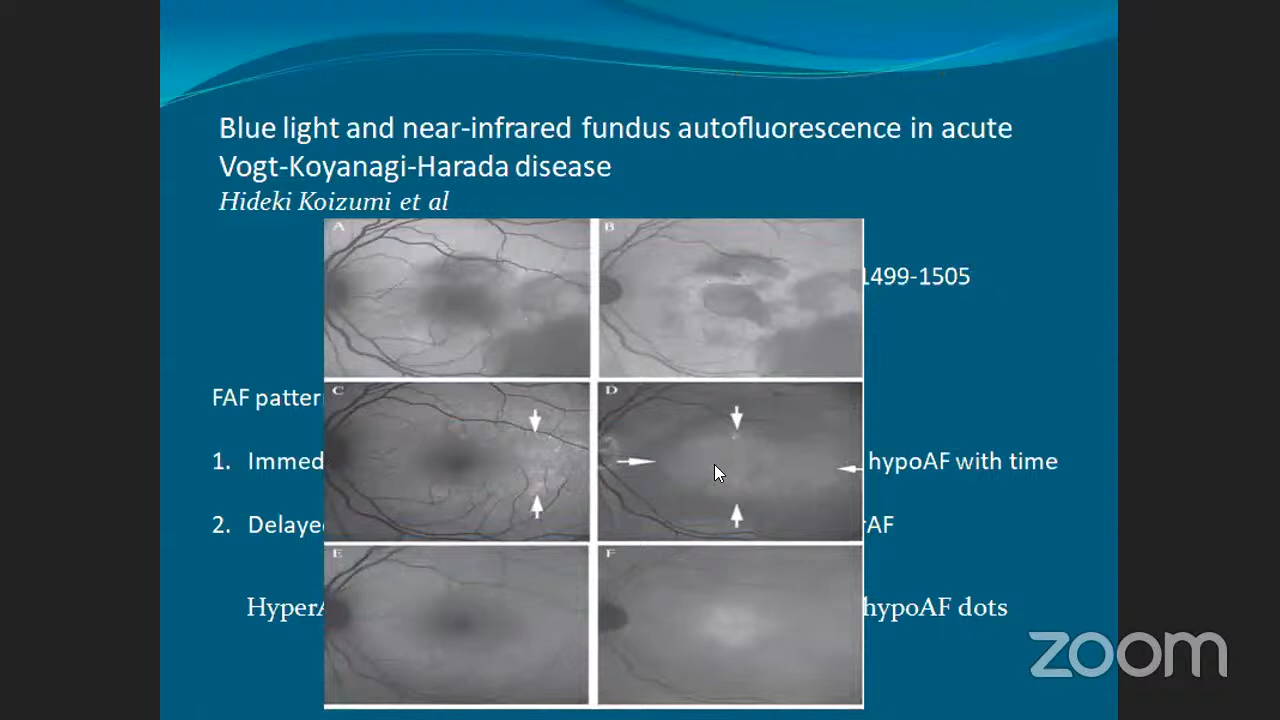 Blue light and near-infrared fundus autofluorescence in acute
Vogt-Koyanagi-Harada disease
Hideki Koizumi et al
A
B
1499-1505
C
D
FAF patter
1. Immed
hypoAF with time
2. Delayed
AF
E
F
Hyper
hypoAF dots
zoom